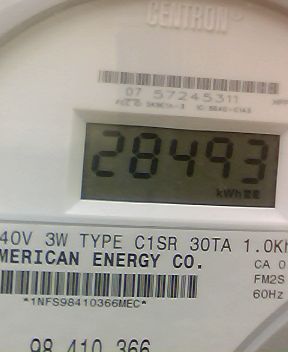 CENTRON®
07 57245311
28493
kWh
40V 3W TYPE C1SR 30TA 1.0Kh
MERICAN ENERGY CO.
CA 0
FM2S
*1NFS98410366MEC*
60Hz
98 410 366